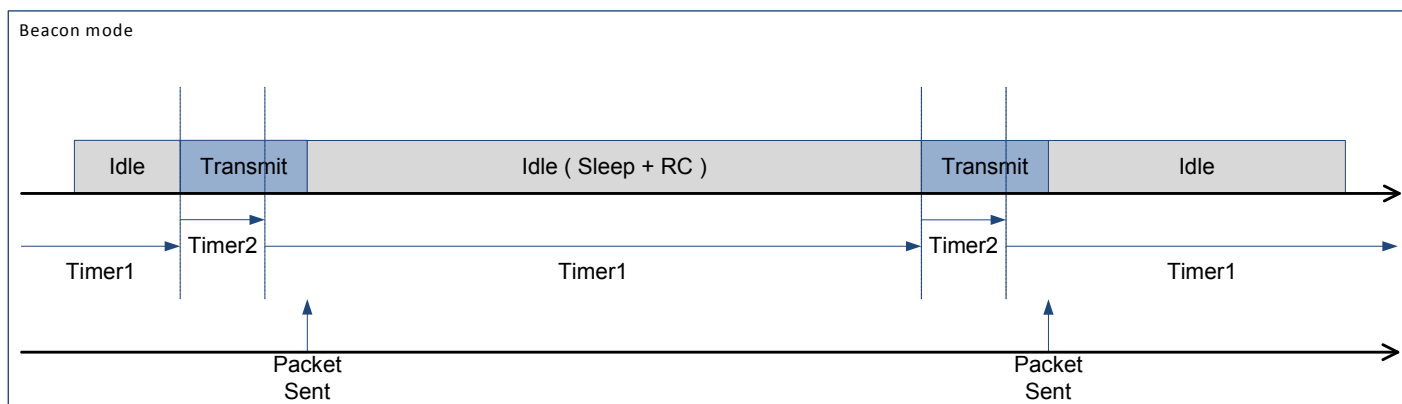 Beacon mode
Idle
Transmit
Idle ( Sleep + RC )
Transmit
Idle
Timer2
Timer2
Timer1
Timer1
Timer1
Packet
Sent
Packet
Sent